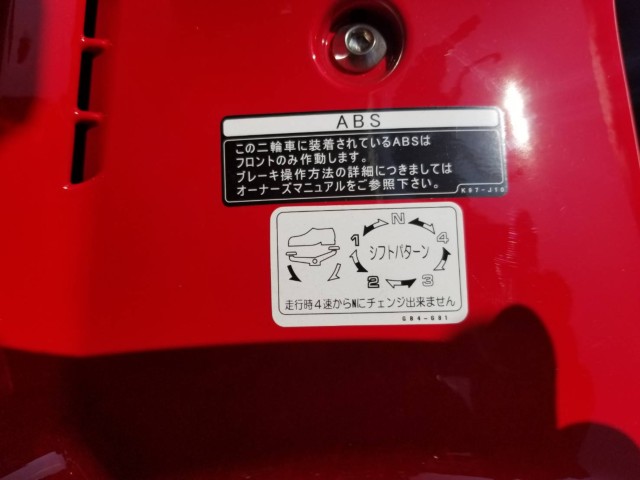 ABS
この二輪車に装着されているABSは
フロントのみ作動します。
ブレーキ操作方法の詳細につきましては
オーナーズマニュアルをご参照下さい。
K97-J10
N
1
4
シフトパターン
2
3
走行時4速からNにチェンジ出来ません
GB4-G81